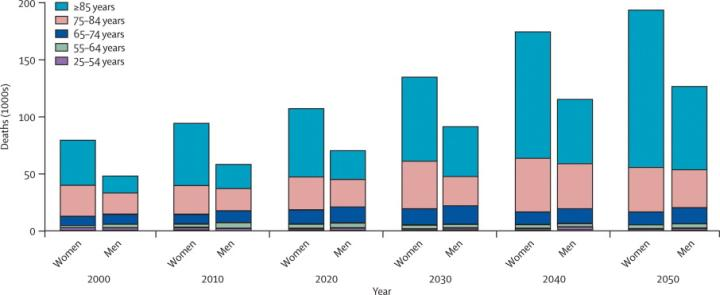 200
150
100
50
0
Deaths (1000s)
≥85 years
75–84 years
65–74 years
55–64 years
25–54 years
Women Men Women Men Women Men Women Men Women Men Women Men
2000 2010 2020 2030 2040 2050
Year